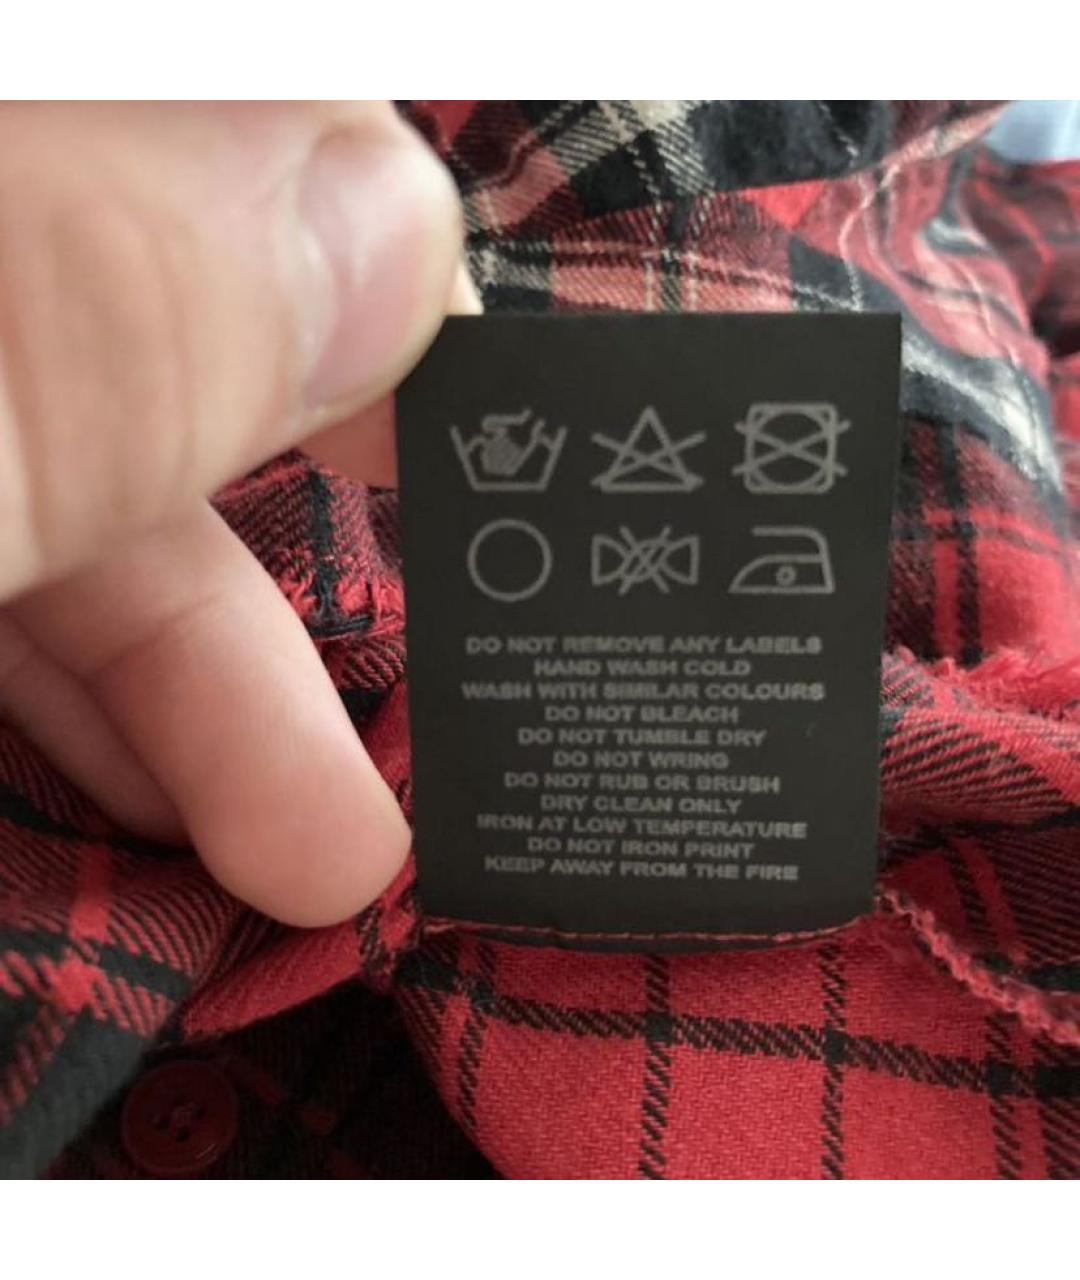 DO NOT REMOVE ANY LABELS
HAND WASH COLD
WASH WITH SIMILAR COLOURS
DO NOT BLEACH
DO NOT TUMBLE DRY
DO NOT WRING
DO NOT RUB OR BRUSH
DRY CLEAN ONLY
IRON AT LOW TEMPERATURE
DO NOT IRON PRINT
KEEP AWAY FROM THE FIRE